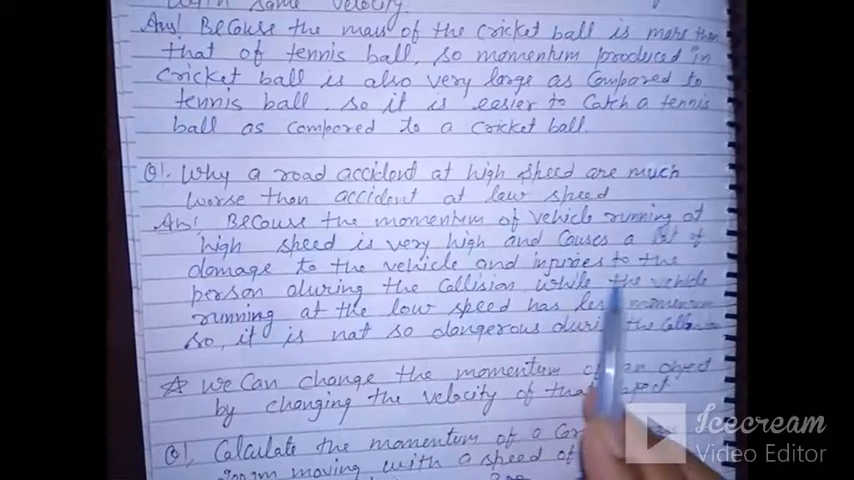 same velocity
Ans! Because the mass of the cricket ball is more than
that of tennis ball, so momentum produced in
cricket ball is also very large as compared to
tennis ball. so it is easier to catch a tennis
ball as compared to a cricket ball.
Q!. Why a road accident at high speed are much
worse than accident at low speed
An! Because the momentum of vehicle running at
high speed is very high and causes a lot of
damage to the vehicle and injuries to the
person during the collision while the vehicle
running at the low speed has less momentum
so, it is not so dangerous during the
☆ we can change the momentum of an object
by changing the velocity of that object
Q!, Calculate the momentum of a
moving with a speed of
Icecream
Video Editor